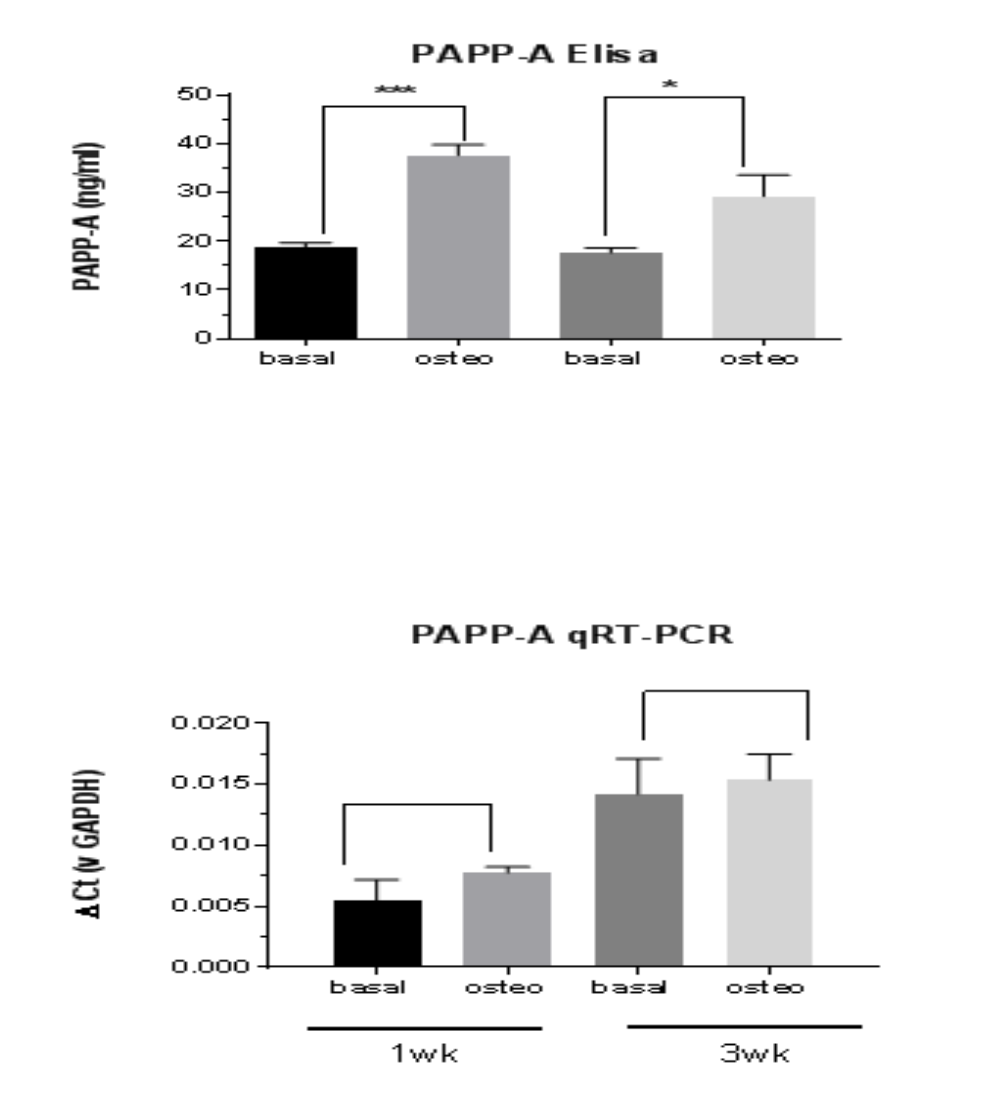 PAPP-A Elisa
***
*
PAPP-A (ng/ml)
50
40
30
20
10
0
basal osteo basal osteo
PAPP-A qRT-PCR
ΔCt (v GAPDH)
0.020
0.015
0.010
0.005
0.000
basal osteo basal osteo
1wk 3wk